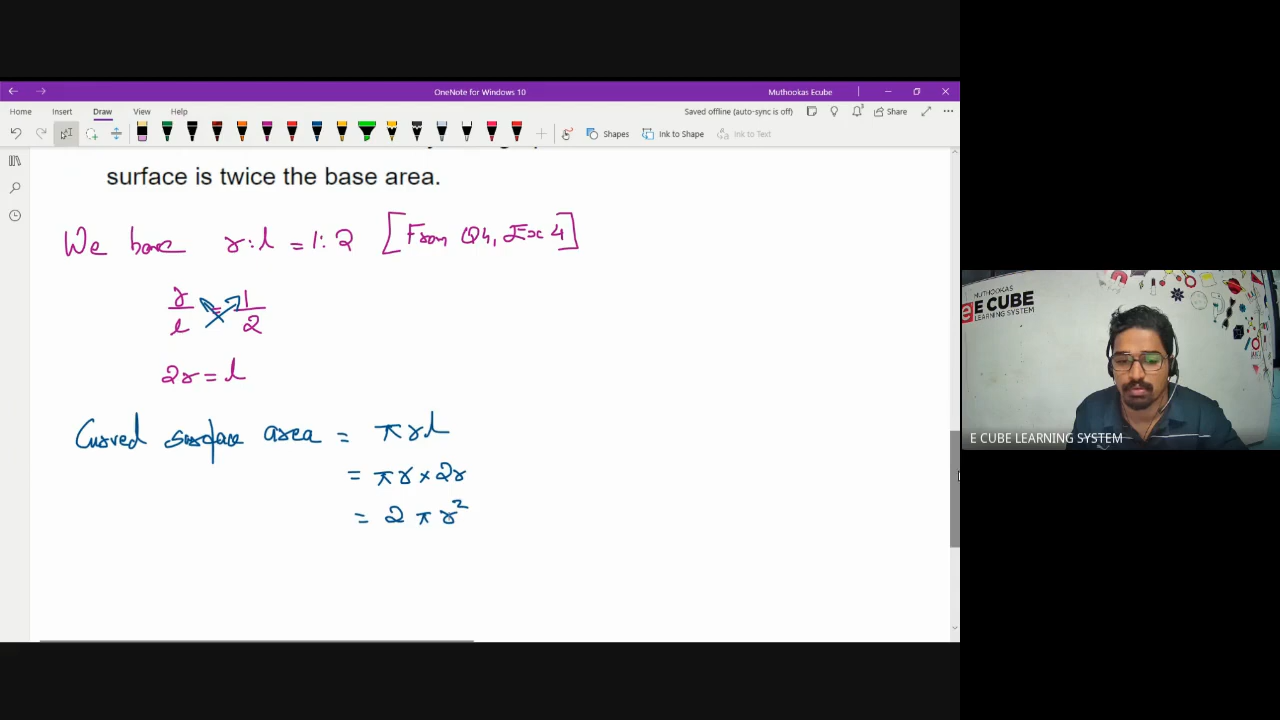 OneNote for Windows 10
Muthookas Ecube
Home Insert Draw View Help
Saved offline (auto-sync is off)
Share
Shapes
Ink to Shape
Ink to Text
surface is twice the base area.
We have r:l = 1:2 [From Q4, Ex 4]
r/l = 1/2
2r = l
Curved surface area = πrl
= πr × 2r
= 2πr²
MUTHOOKAS
e E CUBE
LEARNING SYSTEM
E CUBE LEARNING SYSTEM